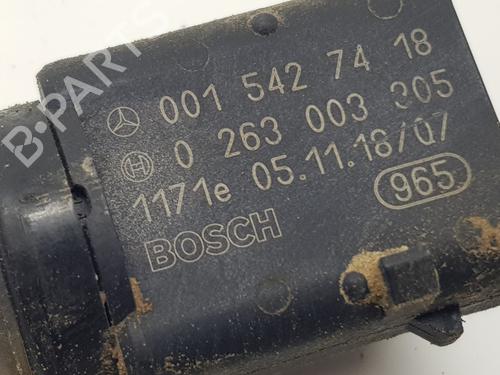 B-PARTS
001 542 74 18
0 263 003 305
1171e 05.11.18/07
965
BOSCH